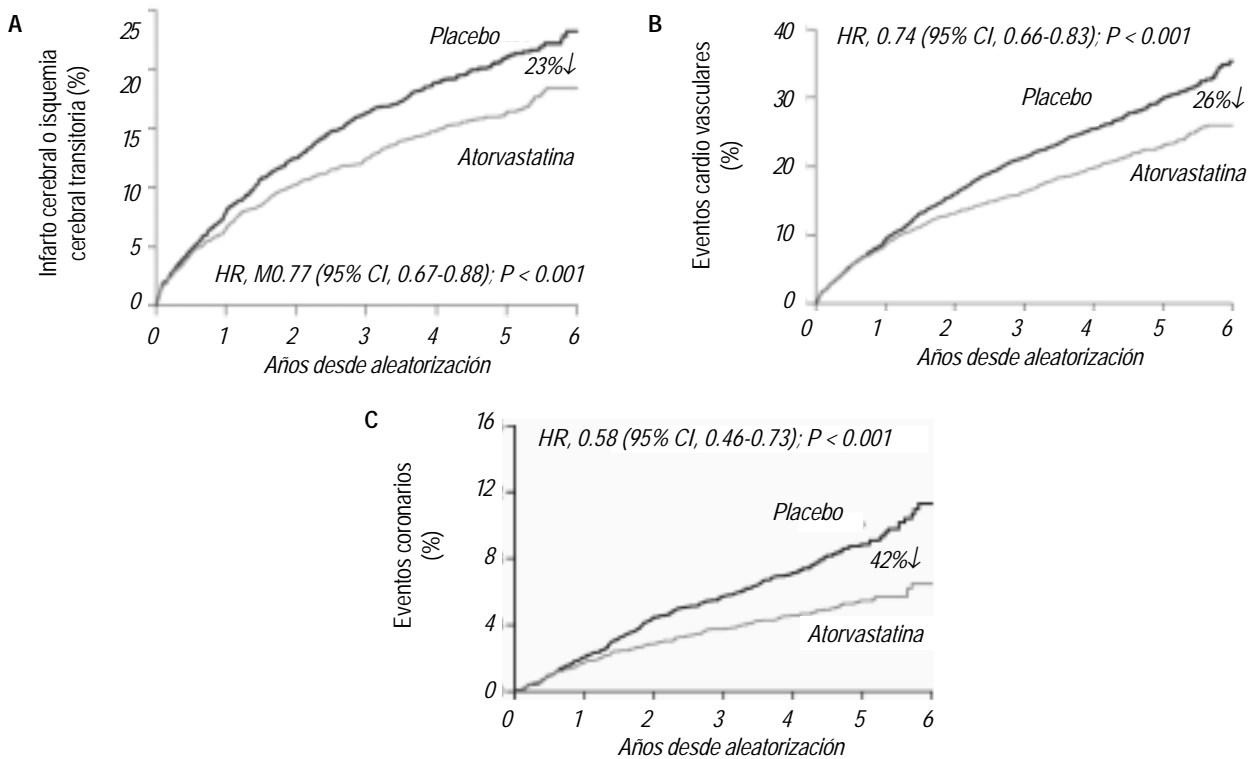 A
Infarto cerebral o isquemia
cerebral transitoria (%)
25
20
15
10
5
0
Placebo
23%↓
Atorvastatina
HR, M0.77 (95% CI, 0.67-0.88); P < 0.001
0 1 2 3 4 5 6
Años desde aleatorización
B
Eventos cardio vasculares
(%)
40
30
20
10
0
HR, 0.74 (95% CI, 0.66-0.83); P < 0.001
Placebo
26%↓
Atorvastatina
0 1 2 3 4 5 6
Años desde aleatorización
C
Eventos coronarios
(%)
16
12
8
4
0
HR, 0.58 (95% CI, 0.46-0.73); P < 0.001
Placebo
42%↓
Atorvastatina
0 1 2 3 4 5 6
Años desde aleatorización